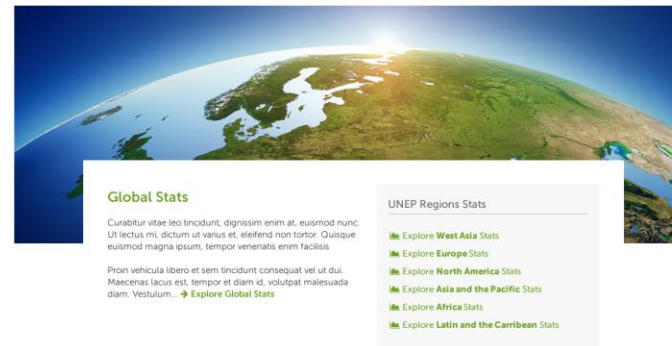 Global Stats
Curabitur vitae leo tincidunt, dignissim enim at, euismod nunc.
Ut lectus mi, dictum ut varius et, eleifend non tortor. Quisque
euismod magna ipsum, tempor venenatis enim facilisis
Proin vehicula libero et sem tincidunt consequat vel ut dui.
Maecenas lacus est, tempor et diam id, volutpat malesuada
diam. Vestulum... → Explore Global Stats
UNEP Regions Stats
Explore West Asia Stats
Explore Europe Stats
Explore North America Stats
Explore Asia and the Pacific Stats
Explore Africa Stats
Explore Latin and the Carribean Stats